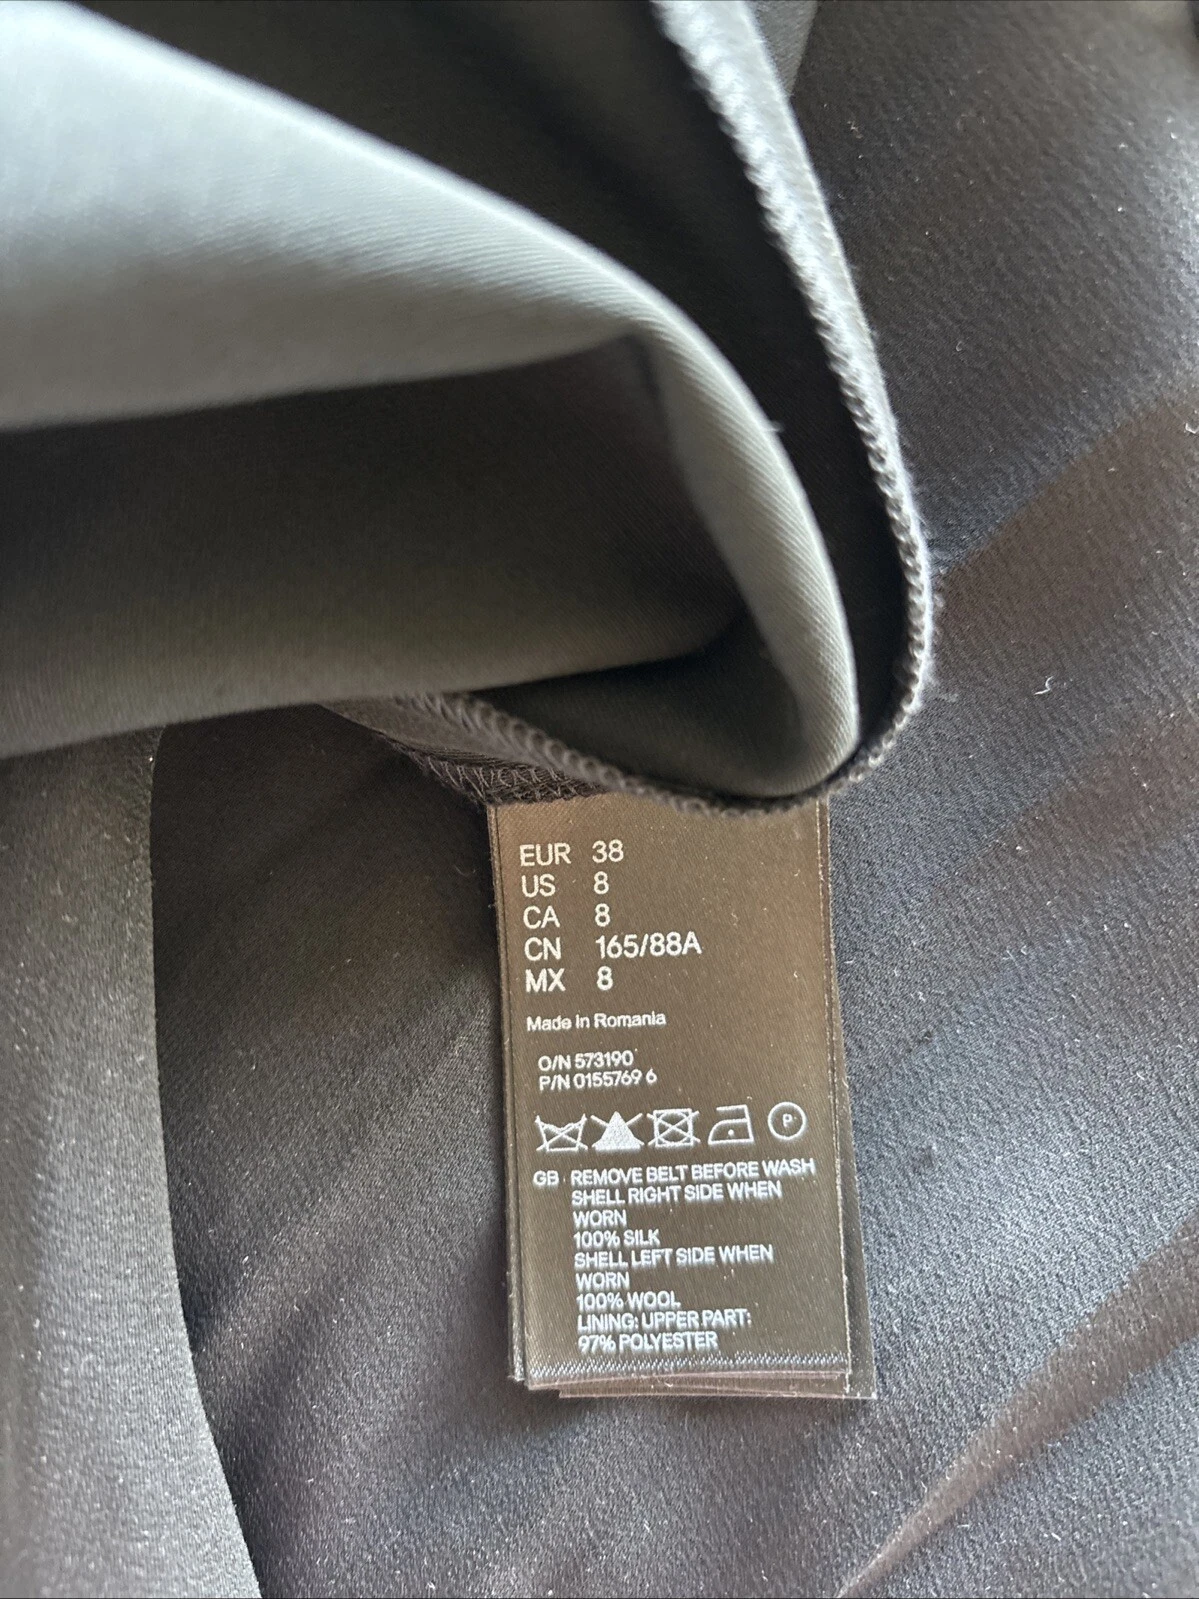 EUR 38
US 8
CA 8
CN 165/88A
MX 8
Made in Romania
O/N 573190
P/N 0155769 6
P
GB REMOVE BELT BEFORE WASH
SHELL RIGHT SIDE WHEN
WORN
100% SILK
SHELL LEFT SIDE WHEN
WORN
100% WOOL
LINING: UPPER PART:
97% POLYESTER